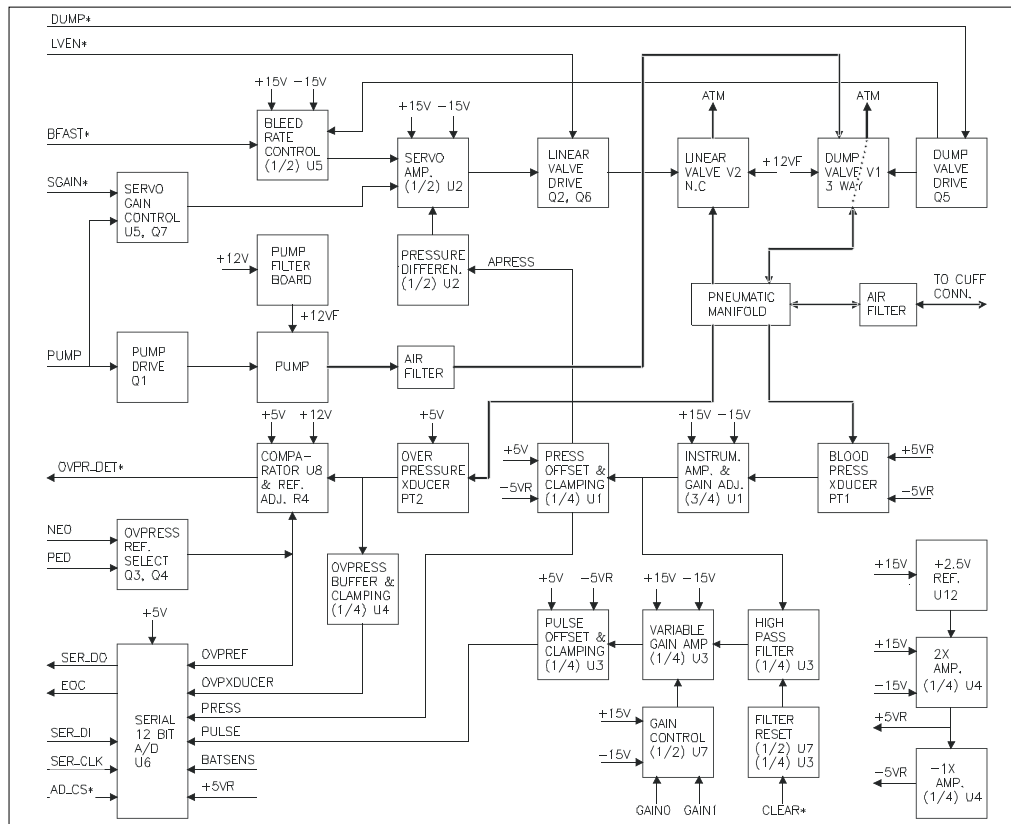 DUMP*
LVEN*
+15V -15V
+15V -15V
ATM
ATM
BFAST*
BLEED
RATE
CONTROL
(1/2) U5
SERVO
AMP.
(1/2) U2
LINEAR
VALVE
DRIVE
Q2, Q6
LINEAR
VALVE V2
N.C
+12VF
DUMP
VALVE V1
3 WAY
DUMP
VALVE
DRIVE
Q5
SGAIN*
SERVO
GAIN
CONTROL
U5, Q7
+12V
PUMP
FILTER
BOARD
PRESSURE
DIFFEREN.
(1/2) U2
APRESS
PNEUMATIC
MANIFOLD
AIR
FILTER
TO CUFF
CONN.
+12VF
PUMP
PUMP
DRIVE
Q1
PUMP
AIR
FILTER
+5V +12V
+5V
+15V -15V
OVPR_DET*
COMPA-
RATOR U8
& REF.
ADJ. R4
OVER
PRESSURE
XDUCER
PT2
+5V
-5VR
PRESS
OFFSET &
CLAMPING
(1/4) U1
INSTRUM.
AMP. &
GAIN ADJ.
(3/4) U1
BLOOD
PRESS
XDUCER
PT1
+5VR
-5VR
NEO
PED
OVPRESS
REF.
SELECT
Q3, Q4
OVPRESS
BUFFER &
CLAMPING
(1/4) U4
+5V -5VR
+15V -15V
PULSE
OFFSET &
CLAMPING
(1/4) U3
VARIABLE
GAIN AMP
(1/4) U3
HIGH
PASS
FILTER
(1/4) U3
+15V
+2.5V
REF.
U12
+5V
SER_DO
EOC
SER_DI
SER_CLK
AD_CS*
SERIAL
12 BIT
A/D
U6
OVPREF
OVPXDUCER
PRESS
PULSE
BATSENS
+5VR
+15V
-15V
GAIN
CONTROL
(1/2) U7
FILTER
RESET
(1/2) U7
(1/4) U3
GAIN0 GAIN1
CLEAR*
+15V
-15V
2X
AMP.
(1/4) U4
+5VR
-5VR
-1X
AMP.
(1/4) U4